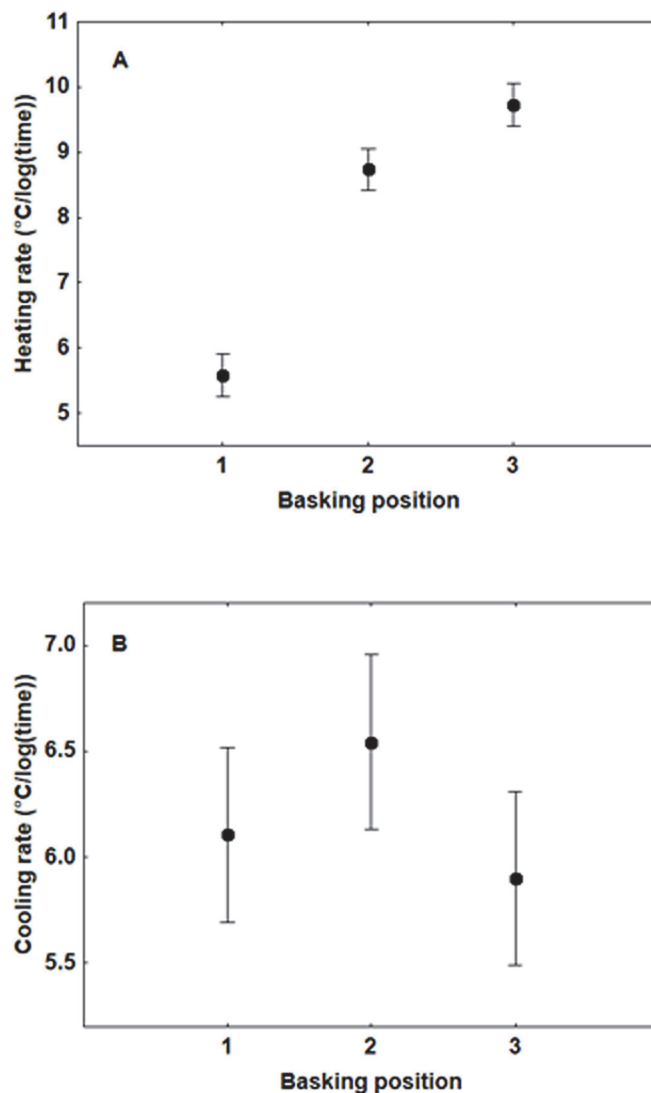 A
Heating rate (°C/log(time))
11
10
9
8
7
6
5
1 2 3
Basking position
B
Cooling rate (°C/log(time))
7.0
6.5
6.0
5.5
1 2 3
Basking position